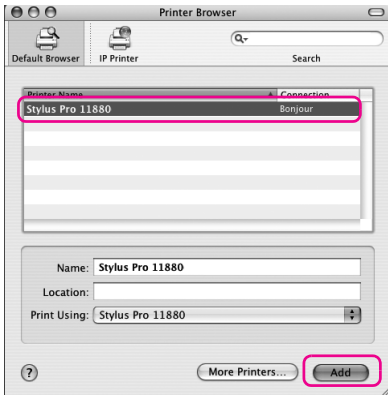 Printer Browser
Default Browser
IP Printer
Q
Search
Printer Name Connection
Stylus Pro 11880 Bonjour
Name: Stylus Pro 11880
Location:
Print Using: Stylus Pro 11880
? More Printers... Add